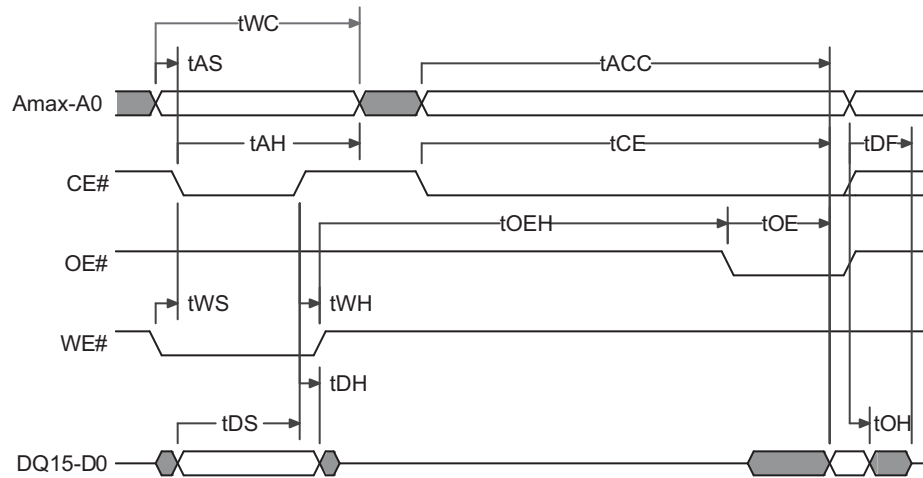 tWC
tAS
tACC
Amax-A0
tAH
tCE
tDF
CE#
tOEH
tOE
OE#
tWS
tWH
WE#
tDH
tDS
tOH
DQ15-D0